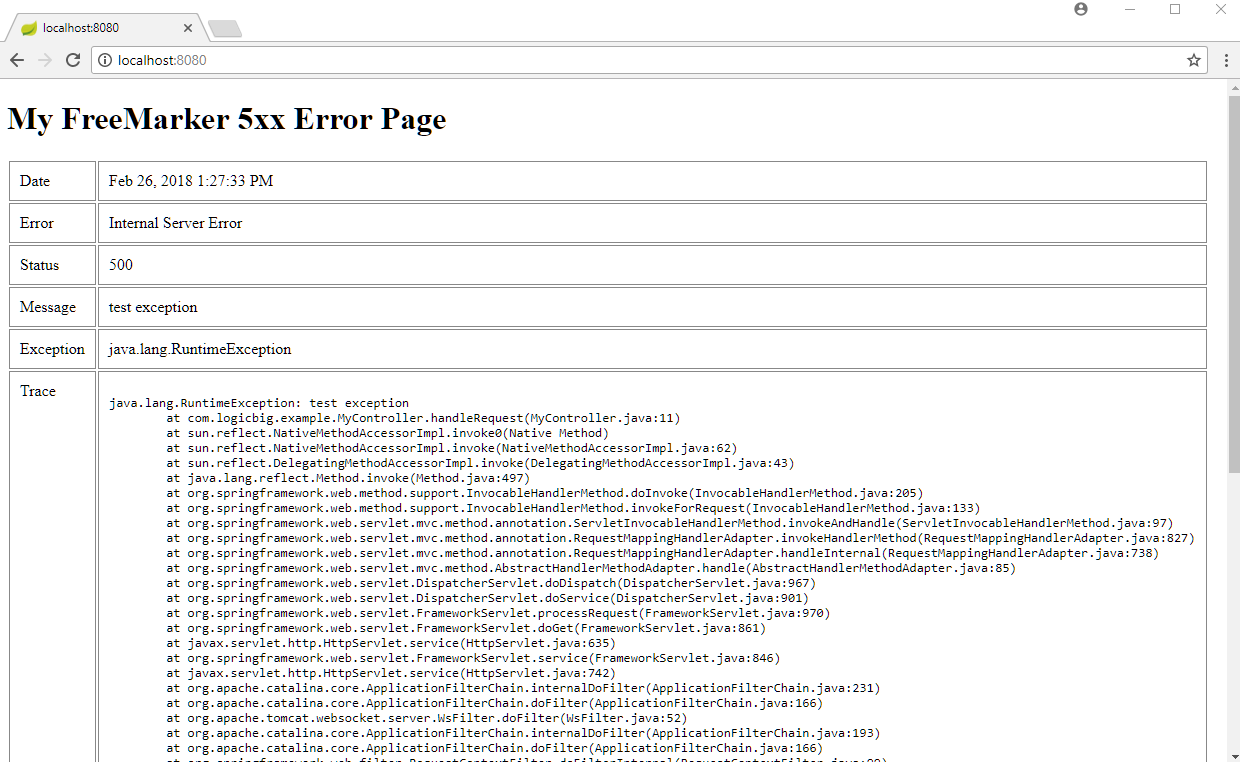 localhost:8080
localhost:8080
My FreeMarker 5xx Error Page
Date Feb 26, 2018 1:27:33 PM
Error Internal Server Error
Status 500
Message test exception
Exception java.lang.RuntimeException
Trace
java.lang.RuntimeException: test exception
at com.logicbig.example.MyController.handleRequest(MyController.java:11)
at sun.reflect.NativeMethodAccessorImpl.invoke0(Native Method)
at sun.reflect.NativeMethodAccessorImpl.invoke(NativeMethodAccessorImpl.java:62)
at sun.reflect.DelegatingMethodAccessorImpl.invoke(DelegatingMethodAccessorImpl.java:43)
at java.lang.reflect.Method.invoke(Method.java:497)
at org.springframework.web.method.support.InvocableHandlerMethod.doInvoke(InvocableHandlerMethod.java:205)
at org.springframework.web.method.support.InvocableHandlerMethod.invokeForRequest(InvocableHandlerMethod.java:133)
at org.springframework.web.servlet.mvc.method.annotation.ServletInvocableHandlerMethod.invokeAndHandle(ServletInvocableHandlerMethod.java:97)
at org.springframework.web.servlet.mvc.method.annotation.RequestMappingHandlerAdapter.invokeHandlerMethod(RequestMappingHandlerAdapter.java:827)
at org.springframework.web.servlet.mvc.method.annotation.RequestMappingHandlerAdapter.handleInternal(RequestMappingHandlerAdapter.java:738)
at org.springframework.web.servlet.mvc.method.AbstractHandlerMethodAdapter.handle(AbstractHandlerMethodAdapter.java:85)
at org.springframework.web.servlet.DispatcherServlet.doDispatch(DispatcherServlet.java:967)
at org.springframework.web.servlet.DispatcherServlet.doService(DispatcherServlet.java:901)
at org.springframework.web.servlet.FrameworkServlet.processRequest(FrameworkServlet.java:970)
at org.springframework.web.servlet.FrameworkServlet.doGet(FrameworkServlet.java:861)
at javax.servlet.http.HttpServlet.service(HttpServlet.java:635)
at org.springframework.web.servlet.FrameworkServlet.service(FrameworkServlet.java:846)
at javax.servlet.http.HttpServlet.service(HttpServlet.java:742)
at org.apache.catalina.core.ApplicationFilterChain.internalDoFilter(ApplicationFilterChain.java:231)
at org.apache.catalina.core.ApplicationFilterChain.doFilter(ApplicationFilterChain.java:166)
at org.apache.tomcat.websocket.server.WsFilter.doFilter(WsFilter.java:52)
at org.apache.catalina.core.ApplicationFilterChain.internalDoFilter(ApplicationFilterChain.java:193)
at org.apache.catalina.core.ApplicationFilterChain.doFilter(ApplicationFilterChain.java:166)